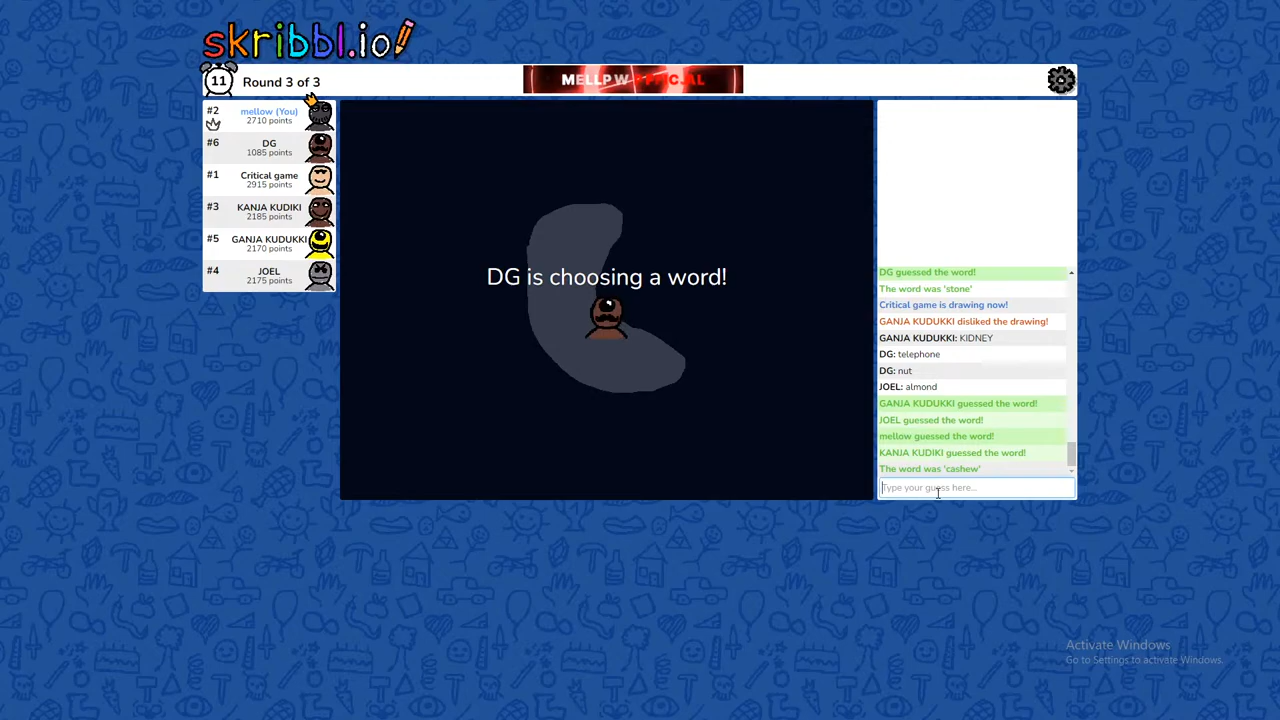 skribbl.io
11
Round 3 of 3
MELLPW OFFICJAL
#2
mellow (You)
2710 points
#6
DG
1085 points
#1
Critical game
2915 points
#3
KANJA KUDIKI
2185 points
#5
GANJA KUDUKKI
2170 points
#4
JOEL
2175 points
DG is choosing a word!
DG guessed the word!
The word was 'stone'
Critical game is drawing now!
GANJA KUDUKKI disliked the drawing!
GANJA KUDUKKI: KIDNEY
DG: telephone
DG: nut
JOEL: almond
GANJA KUDUKKI guessed the word!
JOEL guessed the word!
mellow guessed the word!
KANJA KUDIKI guessed the word!
The word was 'cashew'
Type your guess here...
Activate Windows
Go to Settings to activate Windows.